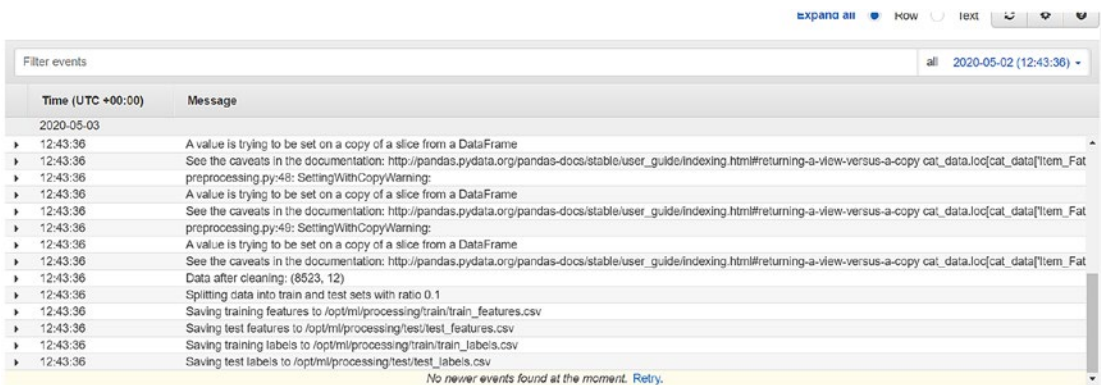 Expand all Row Text
Filter events all 2020-05-02 (12:43:36)
Time (UTC +00:00) Message
2020-05-03
12:43:36 A value is trying to be set on a copy of a slice from a DataFrame
12:43:36 See the caveats in the documentation: http://pandas.pydata.org/pandas-docs/stable/user_guide/indexing.html#returning-a-view-versus-a-copy cat_data.loc[cat_data['Item_Fat
12:43:36 preprocessing.py:48: SettingWithCopyWarning:
12:43:36 A value is trying to be set on a copy of a slice from a DataFrame
12:43:36 See the caveats in the documentation: http://pandas.pydata.org/pandas-docs/stable/user_guide/indexing.html#returning-a-view-versus-a-copy cat_data.loc[cat_data['Item_Fat
12:43:36 preprocessing.py:49: SettingWithCopyWarning:
12:43:36 A value is trying to be set on a copy of a slice from a DataFrame
12:43:36 See the caveats in the documentation: http://pandas.pydata.org/pandas-docs/stable/user_guide/indexing.html#returning-a-view-versus-a-copy cat_data.loc[cat_data['Item_Fat
12:43:36 Data after cleaning: (8523, 12)
12:43:36 Splitting data into train and test sets with ratio 0.1
12:43:36 Saving training features to /opt/ml/processing/train/train_features.csv
12:43:36 Saving test features to /opt/ml/processing/test/test_features.csv
12:43:36 Saving training labels to /opt/ml/processing/train/train_labels.csv
12:43:36 Saving test labels to /opt/ml/processing/test/test_labels.csv
No newer events found at the moment. Retry.